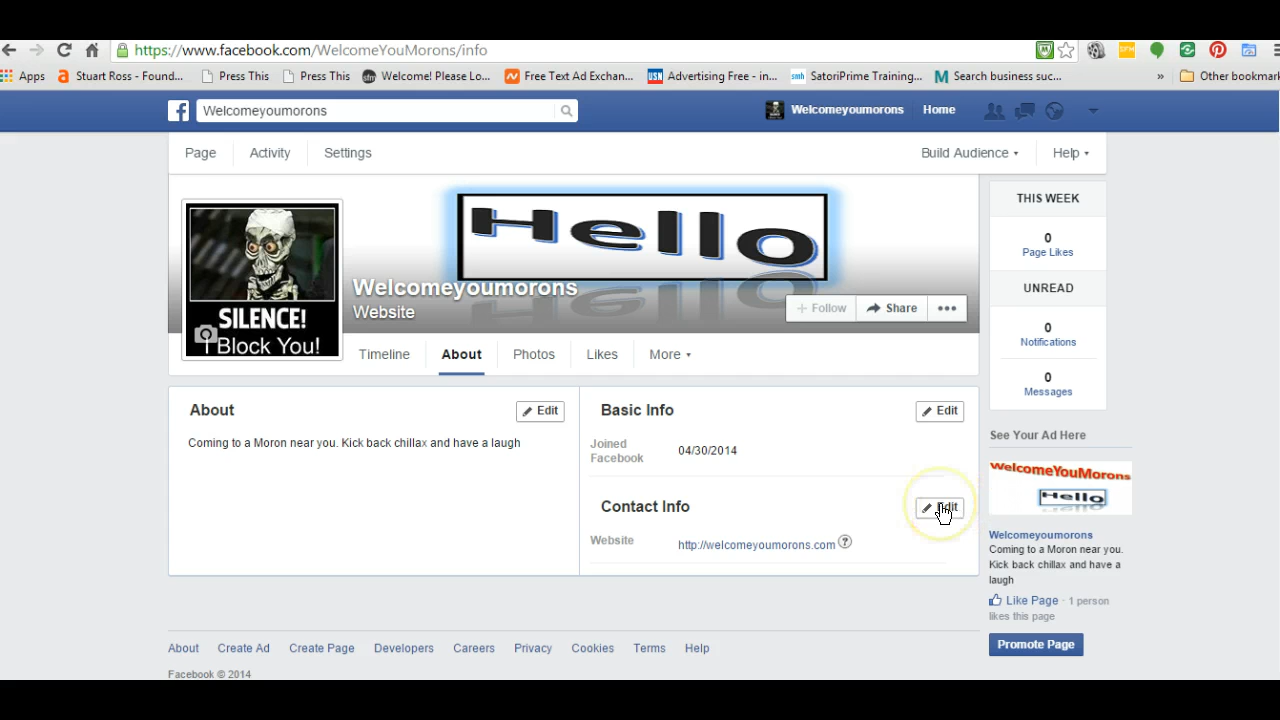 https://www.facebook.com/WelcomeYouMorons/info
Apps
Stuart Ross - Found...
Press This
Press This
Welcome! Please Lo...
Free Text Ad Exchan...
Advertising Free - in...
SatoriPrime Training...
Search business suc...
»
Other bookmark
Welcomeyoumorons
Welcomeyoumorons
Home
Page
Activity
Settings
Build Audience
Help
Hello
SILENCE!
I Block You!
Welcomeyoumorons
Website
+ Follow
Share
•••
Timeline
About
Photos
Likes
More
THIS WEEK
0
Page Likes
UNREAD
0
Notifications
0
Messages
About
Edit
Coming to a Moron near you. Kick back chillax and have a laugh
Basic Info
Edit
Joined
Facebook
04/30/2014
Contact Info
Edit
Website
http://welcomeyoumorons.com
?
See Your Ad Here
WelcomeYouMorons
Hello
Welcomeyoumorons
Coming to a Moron near you.
Kick back chillax and have a
laugh
Like Page · 1 person
likes this page
Promote Page
About
Create Ad
Create Page
Developers
Careers
Privacy
Cookies
Terms
Help
Facebook © 2014